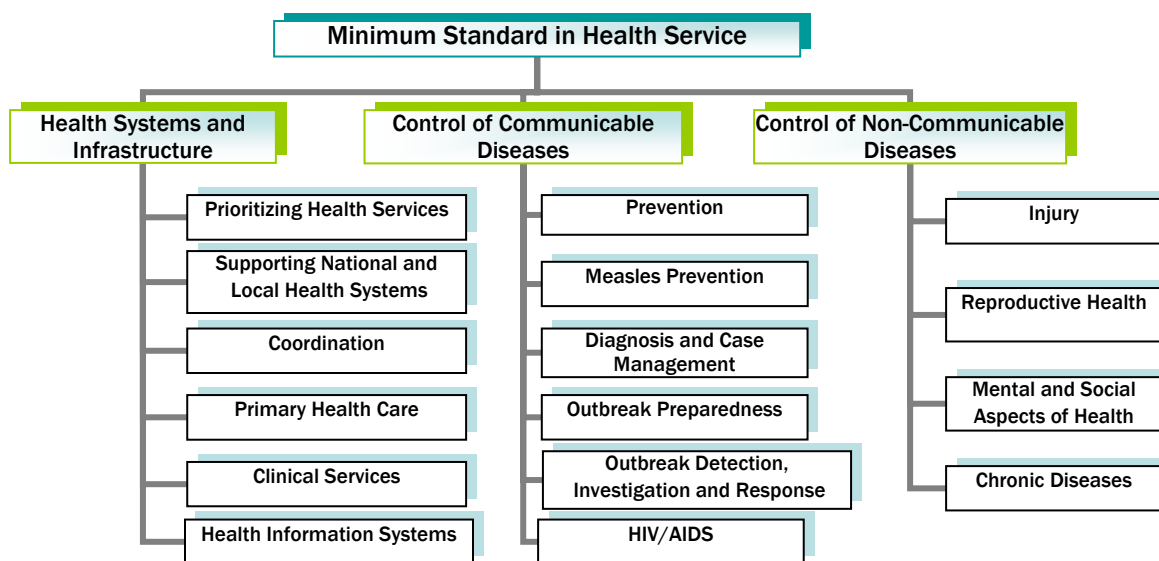 Minimum Standard in Health Service
Health Systems and
Infrastructure
Prioritizing Health Services
Supporting National and
Local Health Systems
Coordination
Primary Health Care
Clinical Services
Health Information Systems
Control of Communicable
Diseases
Prevention
Measles Prevention
Diagnosis and Case
Management
Outbreak Preparedness
Outbreak Detection,
Investigation and Response
HIV/AIDS
Control of Non-Communicable
Diseases
Injury
Reproductive Health
Mental and Social
Aspects of Health
Chronic Diseases